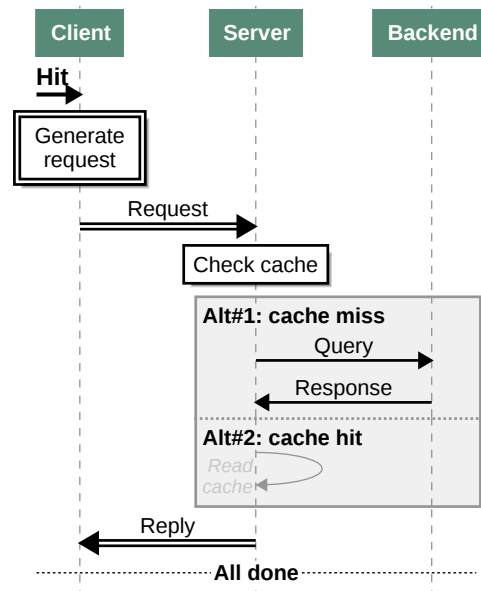 Client Server Backend
Hit
Generate
request
Request
Check cache
Alt#1: cache miss
Query
Response
Alt#2: cache hit
Read
cache
Reply
All done